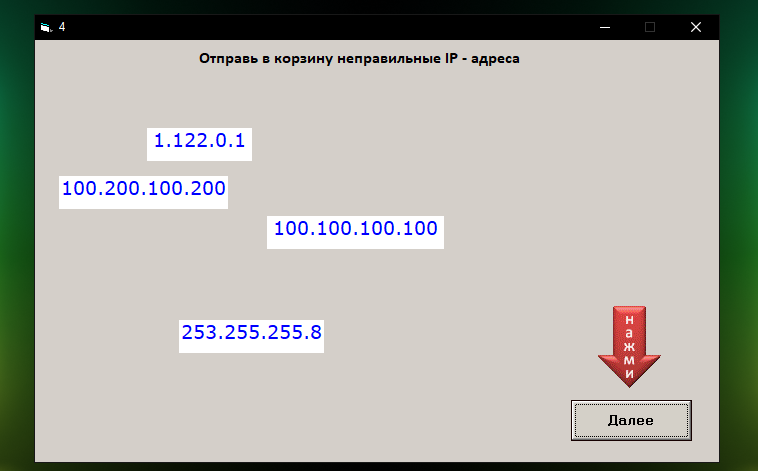 4
Отправь в корзину неправильные IP - адреса
1.122.0.1
100.200.100.200
100.100.100.100
253.255.255.8
нажми
Далее